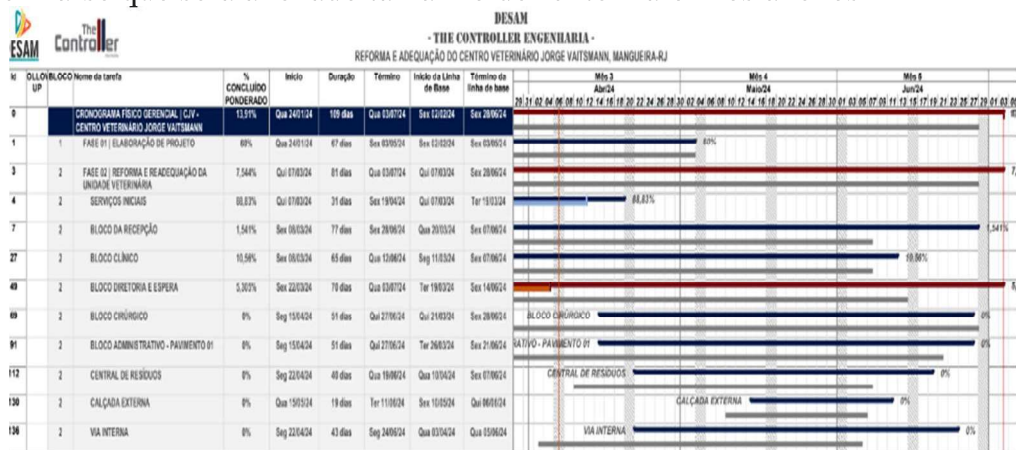 DESAM
- THE CONTROLLER ENGENHARIA -
REFORMA E ADEQUAÇÃO DO CENTRO VETERINÁRIO JORGE VAITSMANN, MANGUEIRA-RJ
ESAM
The Controller
Id OLLOW UP BLOCO Nome da tarefa % CONCLUÍDO PONDERADO Início Duração Término Início da Linha de Base Término da linha de base
Mês 3 Mês 4 Mês 5
Abr/24 Maio/24 Jun/24
0 CRONOGRAMA FÍSICO GERENCIAL | CJV - CENTRO VETERINÁRIO JORGE VAITSMANN 13,91% Qua 24/01/24 109 dias Qua 03/07/24 Sex 02/02/24 Sex 28/06/24
1 1 FASE 01 | ELABORAÇÃO DE PROJETO 60% Qua 24/01/24 67 dias Sex 03/05/24 Sex 02/02/24 Sex 03/05/24 60%
3 2 FASE 02 | REFORMA E READEQUAÇÃO DA UNIDADE VETERINÁRIA 7,544% Qui 07/03/24 81 dias Qua 03/07/24 Qui 07/03/24 Sex 28/06/24
4 2 SERVIÇOS INICIAIS 88,83% Qui 07/03/24 31 dias Sex 19/04/24 Qui 07/03/24 Ter 19/03/24 88,83%
7 2 BLOCO DA RECEPÇÃO 1,541% Sex 08/03/24 77 dias Sex 28/06/24 Qua 20/03/24 Sex 07/06/24 1,541%
27 2 BLOCO CLÍNICO 10,56% Sex 08/03/24 65 dias Qua 12/06/24 Seg 11/03/24 Sex 07/06/24 10,56%
49 2 BLOCO DIRETORIA E ESPERA 5,303% Sex 22/03/24 70 dias Qua 03/07/24 Ter 19/03/24 Sex 14/06/24
69 2 BLOCO CIRÚRGICO 0% Seg 15/04/24 51 dias Qui 27/06/24 Qui 21/03/24 Sex 28/06/24 BLOCO CIRÚRGICO 0%
91 2 BLOCO ADMINISTRATIVO - PAVIMENTO 01 0% Seg 15/04/24 51 dias Qui 27/06/24 Ter 26/03/24 Sex 21/06/24 RATIVO - PAVIMENTO 01 0%
112 2 CENTRAL DE RESÍDUOS 0% Seg 22/04/24 40 dias Qua 19/06/24 Qua 10/04/24 Sex 07/06/24 CENTRAL DE RESÍDUOS 0%
130 2 CALÇADA EXTERNA 0% Qua 15/05/24 19 dias Ter 11/06/24 Sex 10/05/24 Qui 06/06/24 CALÇADA EXTERNA 0%
136 2 VIA INTERNA 0% Seg 22/04/24 43 dias Seg 24/06/24 Qua 03/04/24 Qua 05/06/24 VIA INTERNA 0%